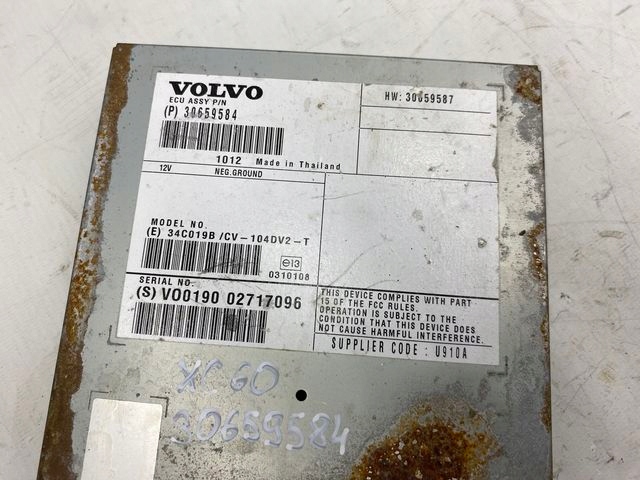 VOLVO
ECU ASSY P/N
(P) 30659584
1012 Made in Thailand
HW: 30659587
12V NEG.GROUND
MODEL NO.
(E) 34C019B /CV-104DV2-T
e13
0310108
SERIAL NO.
(S) VO0190 02717096
THIS DEVICE COMPLIES WITH PART
15 OF THE FCC RULES.
OPERATION IS SUBJECT TO THE
CONDITION THAT THIS DEVICE DOES
NOT CAUSE HARMFUL INTERFERENCE.
SUPPLIER CODE : U910A
XC60
30659584